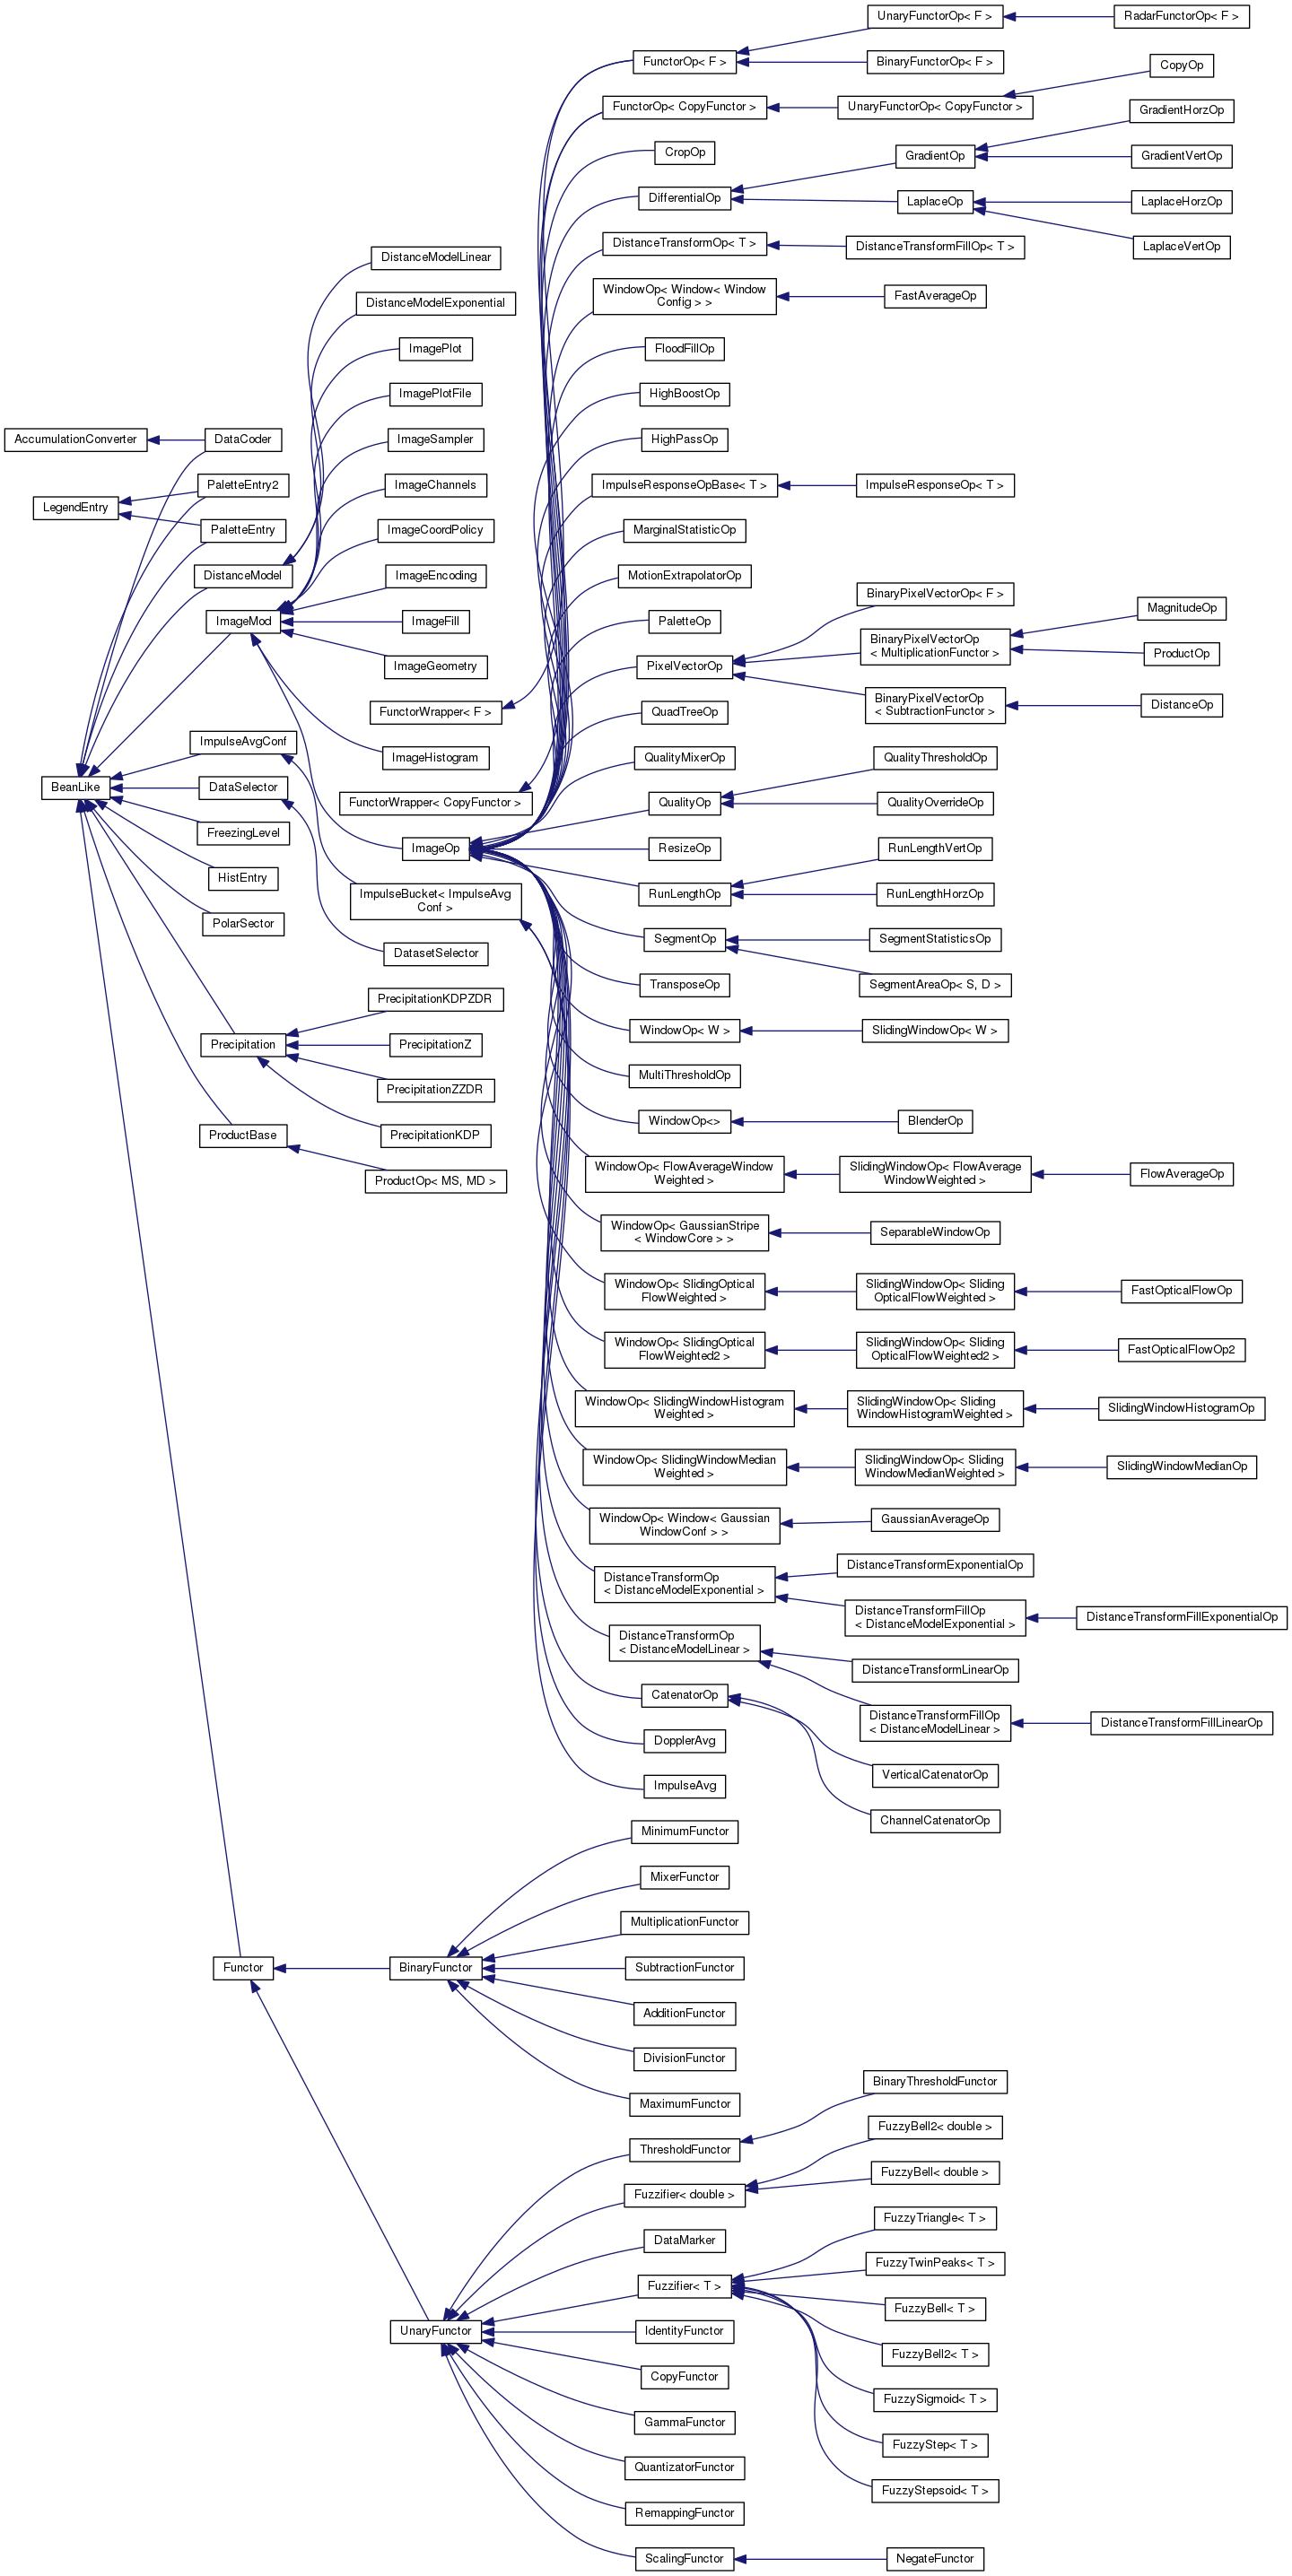 UnaryFunctorOp< F >
RadarFunctorOp< F >
FunctorOp< F >
BinaryFunctorOp< F >
CopyOp
FunctorOp< CopyFunctor >
UnaryFunctorOp< CopyFunctor >
GradientHorzOp
CropOp
GradientOp
GradientVertOp
DifferentialOp
LaplaceOp
LaplaceHorzOp
DistanceTransformOp< T >
DistanceTransformFillOp< T >
LaplaceVertOp
DistanceModelLinear
WindowOp< Window< Window
Config > >
FastAverageOp
DistanceModelExponential
ImagePlot
FloodFillOp
ImagePlotFile
HighBoostOp
AccumulationConverter
DataCoder
ImageSampler
HighPassOp
PaletteEntry2
ImageChannels
ImpulseResponseOpBase< T >
ImpulseResponseOp< T >
LegendEntry
PaletteEntry
ImageCoordPolicy
MarginalStatisticOp
DistanceModel
ImageEncoding
MotionExtrapolatorOp
BinaryPixelVectorOp< F >
MagnitudeOp
ImageMod
ImageFill
PaletteOp
BinaryPixelVectorOp
< MultiplicationFunctor >
ProductOp
ImageGeometry
PixelVectorOp
FunctorWrapper< F >
QuadTreeOp
BinaryPixelVectorOp
< SubtractionFunctor >
DistanceOp
ImpulseAvgConf
ImageHistogram
QualityMixerOp
QualityThresholdOp
BeanLike
DataSelector
FunctorWrapper< CopyFunctor >
QualityOp
QualityOverrideOp
FreezingLevel
ImageOp
ResizeOp
RunLengthVertOp
HistEntry
ImpulseBucket< ImpulseAvg
Conf >
RunLengthOp
RunLengthHorzOp
PolarSector
SegmentOp
SegmentStatisticsOp
DatasetSelector
TransposeOp
SegmentAreaOp< S, D >
PrecipitationKDPZDR
Precipitation
PrecipitationZ
WindowOp< W >
SlidingWindowOp< W >
PrecipitationZZDR
MultiThresholdOp
ProductBase
PrecipitationKDP
WindowOp<>
BlenderOp
ProductOp< MS, MD >
WindowOp< FlowAverageWindow
Weighted >
SlidingWindowOp< FlowAverage
WindowWeighted >
FlowAverageOp
WindowOp< GaussianStripe
< WindowCore > >
SeparableWindowOp
WindowOp< SlidingOptical
FlowWeighted >
SlidingWindowOp< Sliding
OpticalFlowWeighted >
FastOpticalFlowOp
WindowOp< SlidingOptical
FlowWeighted2 >
SlidingWindowOp< Sliding
OpticalFlowWeighted2 >
FastOpticalFlowOp2
WindowOp< SlidingWindowHistogram
Weighted >
SlidingWindowOp< Sliding
WindowHistogramWeighted >
SlidingWindowHistogramOp
WindowOp< SlidingWindowMedian
Weighted >
SlidingWindowOp< Sliding
WindowMedianWeighted >
SlidingWindowMedianOp
WindowOp< Window< Gaussian
WindowConf > >
GaussianAverageOp
DistanceTransformOp
< DistanceModelExponential >
DistanceTransformExponentialOp
DistanceTransformFillOp
< DistanceModelExponential >
DistanceTransformFillExponentialOp
DistanceTransformOp
< DistanceModelLinear >
DistanceTransformLinearOp
CatenatorOp
DistanceTransformFillOp
< DistanceModelLinear >
DistanceTransformFillLinearOp
DopplerAvg
VerticalCatenatorOp
ImpulseAvg
ChannelCatenatorOp
MinimumFunctor
MixerFunctor
MultiplicationFunctor
Functor
BinaryFunctor
SubtractionFunctor
AdditionFunctor
DivisionFunctor
BinaryThresholdFunctor
MaximumFunctor
FuzzyBell2< double >
ThresholdFunctor
FuzzyBell< double >
Fuzzifier< double >
FuzzyTriangle< T >
DataMarker
FuzzyTwinPeaks< T >
Fuzzifier< T >
FuzzyBell< T >
UnaryFunctor
IdentityFunctor
FuzzyBell2< T >
CopyFunctor
FuzzySigmoid< T >
GammaFunctor
FuzzyStep< T >
QuantizatorFunctor
FuzzyStepsoid< T >
RemappingFunctor
ScalingFunctor
NegateFunctor